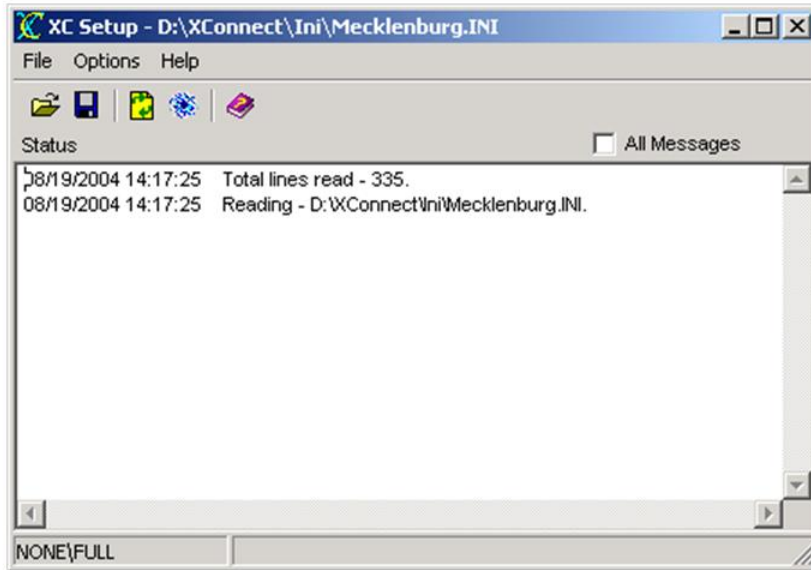 XC Setup - D:\XConnect\Ini\Mecklenburg.INI
File Options Help
Status
All Messages
08/19/2004 14:17:25 Total lines read - 335.
08/19/2004 14:17:25 Reading - D:\XConnect\Ini\Mecklenburg.INI.
NONE\FULL